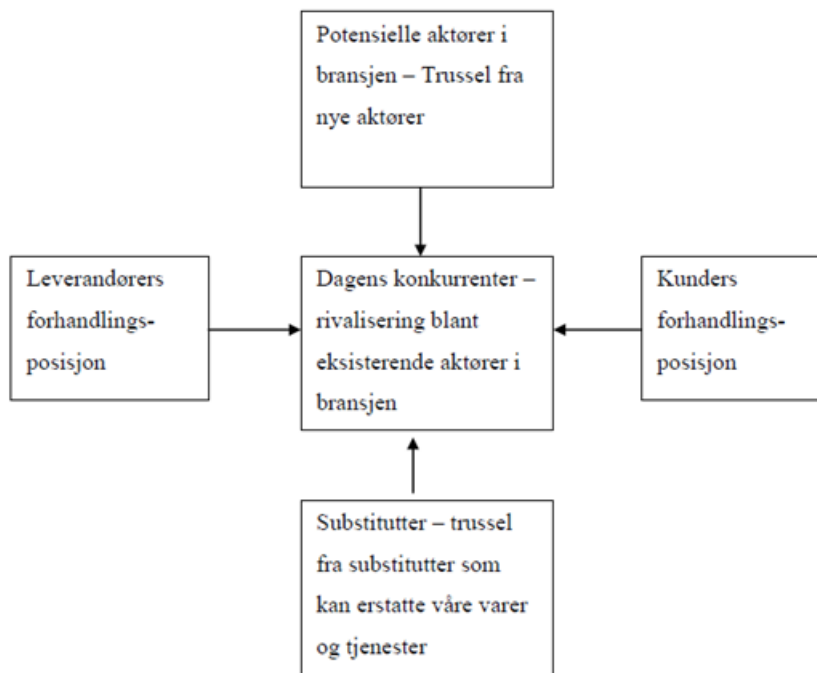 Potensielle aktører i
bransjen – Trussel fra
nye aktører
Leverandørers
forhandlings-
posisjon
Dagens konkurrenter –
rivalisering blant
eksisterende aktører i
bransjen
Kunders
forhandlings-
posisjon
Substitutter – trussel
fra substitutter som
kan erstatte våre varer
og tjenester